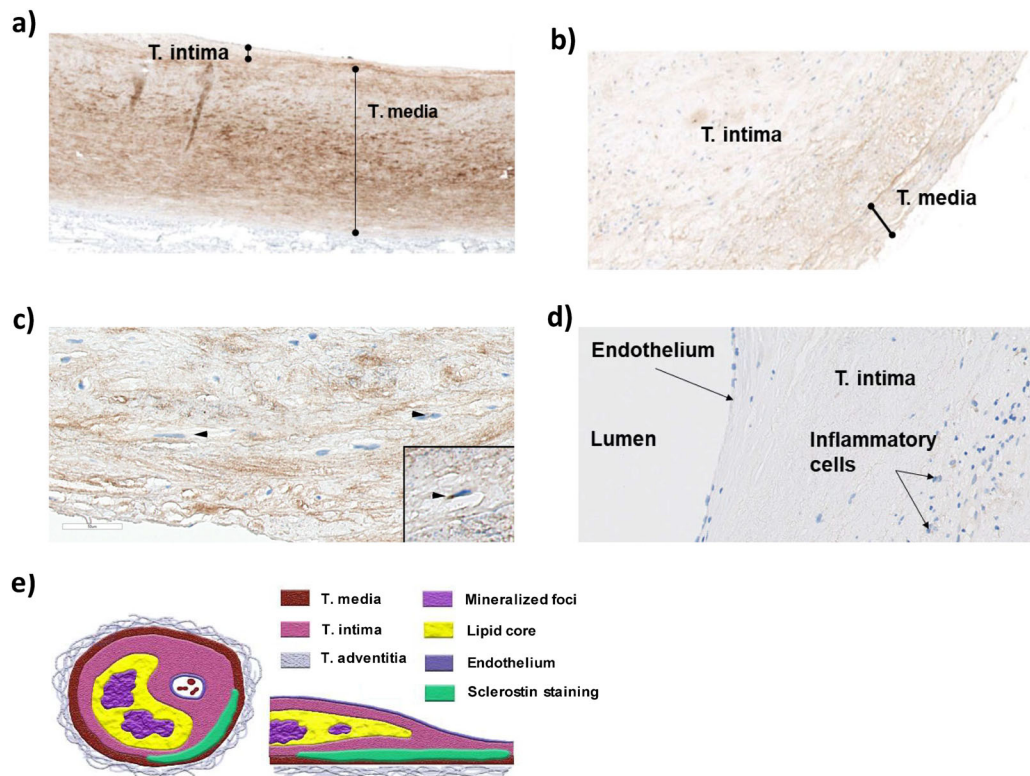 a)
T. intima
T. media
b)
T. intima
T. media
c)
d)
Endothelium
T. intima
Lumen
Inflammatory
cells
e)
T. media
Mineralized foci
T. intima
Lipid core
T. adventitia
Endothelium
Sclerostin staining